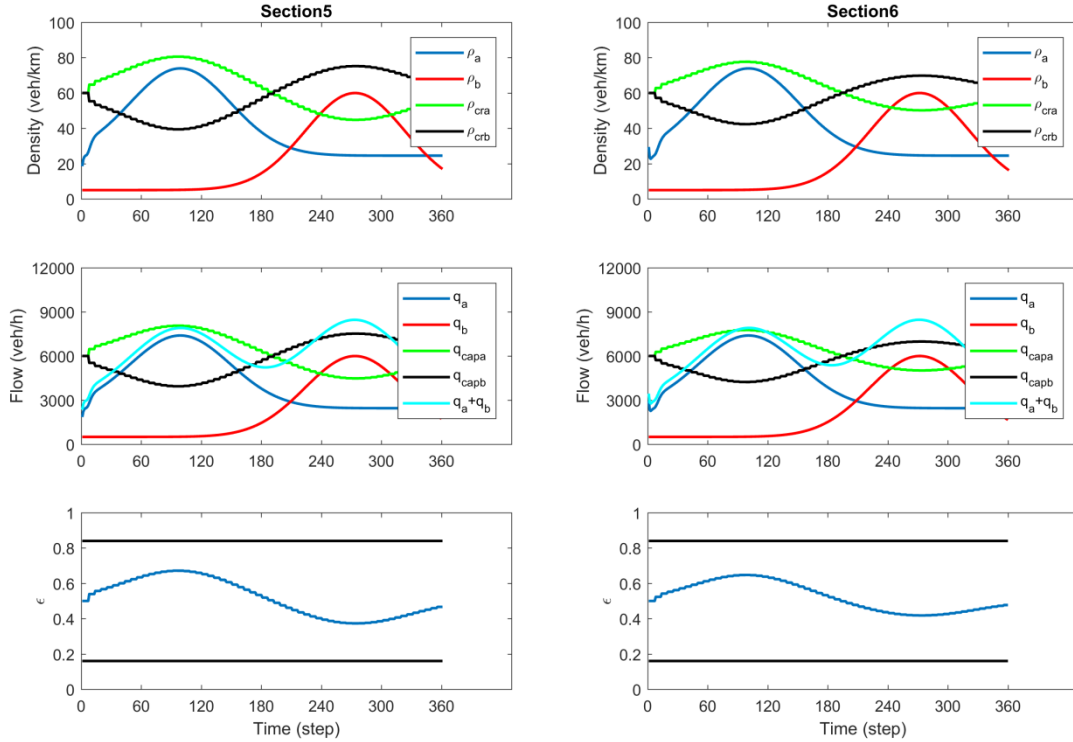 Section5
100
80
60
40
20
0
Density (veh/km)
0 60 120 180 240 300 360
ρa
ρb
ρcra
ρcrb
Section6
100
80
60
40
20
0
Density (veh/km)
0 60 120 180 240 300 360
ρa
ρb
ρcra
ρcrb
12000
9000
6000
3000
0
Flow (veh/h)
0 60 120 180 240 300 360
qa
qb
qcapa
qcapb
qa+qb
12000
9000
6000
3000
0
Flow (veh/h)
0 60 120 180 240 300 360
qa
qb
qcapa
qcapb
qa+qb
1
0.8
0.6
0.4
0.2
0
ϵ
0 60 120 180 240 300 360
Time (step)
1
0.8
0.6
0.4
0.2
0
ϵ
0 60 120 180 240 300 360
Time (step)